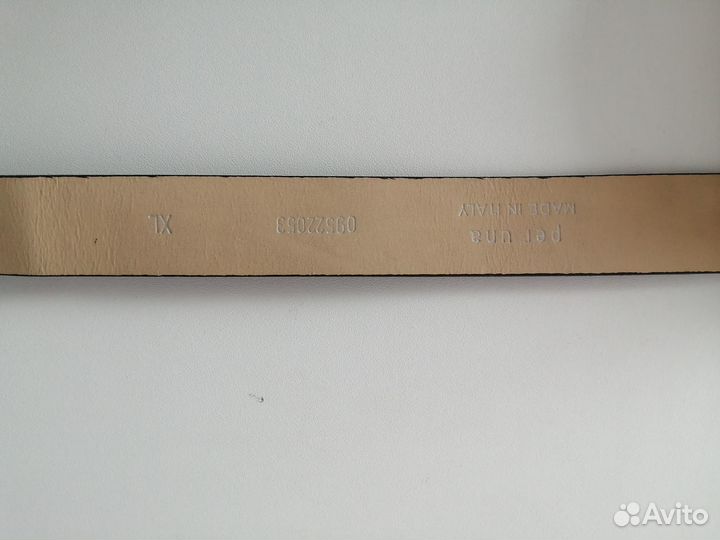 per una
MADE IN ITALY
09522053
XL
Avito